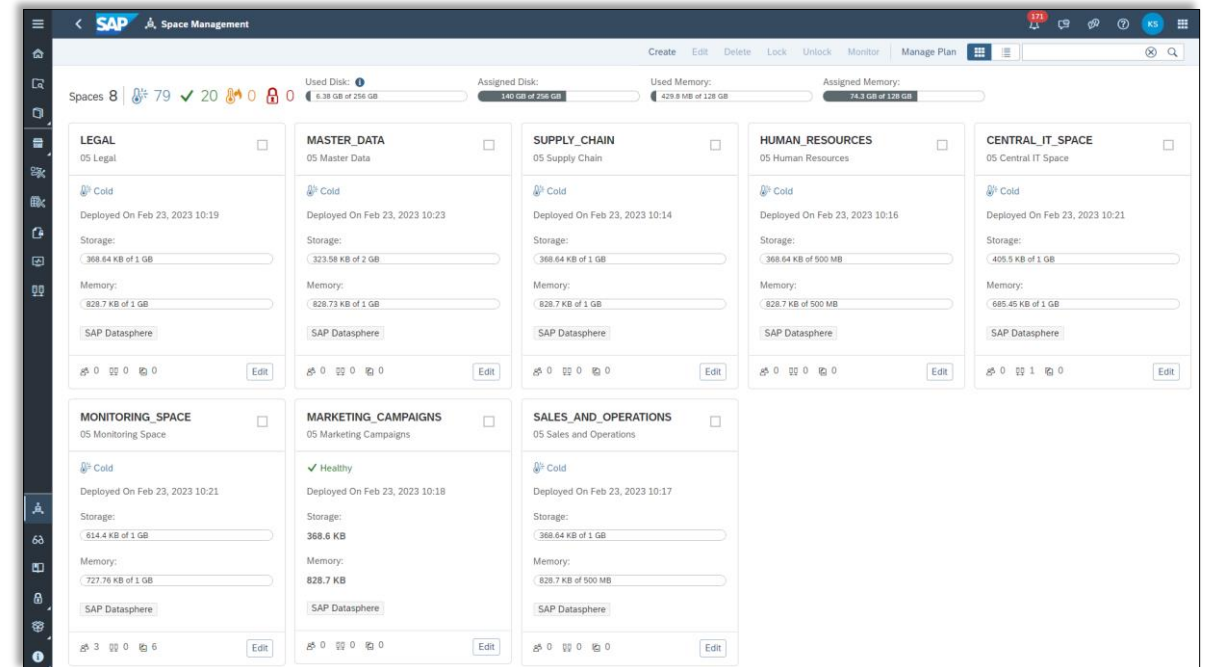 SAP Space Management 171 KS
Create Edit Delete Lock Unlock Monitor Manage Plan
Spaces 8 79 20 0 0
Used Disk: Assigned Disk: Used Memory: Assigned Memory:
6.38 GB of 256 GB 140 GB of 256 GB 429.8 MB of 128 GB 74.3 GB of 128 GB
LEGAL
05 Legal
Cold
Deployed On Feb 23, 2023 10:19
Storage:
368.64 KB of 1 GB
Memory:
828.7 KB of 1 GB
SAP Datasphere
0 0 0 Edit
MASTER_DATA
05 Master Data
Cold
Deployed On Feb 23, 2023 10:23
Storage:
323.58 KB of 2 GB
Memory:
828.73 KB of 1 GB
SAP Datasphere
0 0 0 Edit
SUPPLY_CHAIN
05 Supply Chain
Cold
Deployed On Feb 23, 2023 10:14
Storage:
368.64 KB of 1 GB
Memory:
828.7 KB of 1 GB
SAP Datasphere
0 0 0 Edit
HUMAN_RESOURCES
05 Human Resources
Cold
Deployed On Feb 23, 2023 10:16
Storage:
368.64 KB of 500 MB
Memory:
828.7 KB of 500 MB
SAP Datasphere
0 0 0 Edit
CENTRAL_IT_SPACE
05 Central IT Space
Cold
Deployed On Feb 23, 2023 10:21
Storage:
405.5 KB of 1 GB
Memory:
685.45 KB of 1 GB
SAP Datasphere
0 1 0 Edit
MONITORING_SPACE
05 Monitoring Space
Cold
Deployed On Feb 23, 2023 10:21
Storage:
614.4 KB of 1 GB
Memory:
727.76 KB of 1 GB
SAP Datasphere
3 0 6 Edit
MARKETING_CAMPAIGNS
05 Marketing Campaigns
Healthy
Deployed On Feb 23, 2023 10:18
Storage:
368.6 KB
Memory:
828.7 KB
SAP Datasphere
0 0 0 Edit
SALES_AND_OPERATIONS
05 Sales and Operations
Cold
Deployed On Feb 23, 2023 10:17
Storage:
368.64 KB of 1 GB
Memory:
828.7 KB of 500 MB
SAP Datasphere
0 0 0 Edit